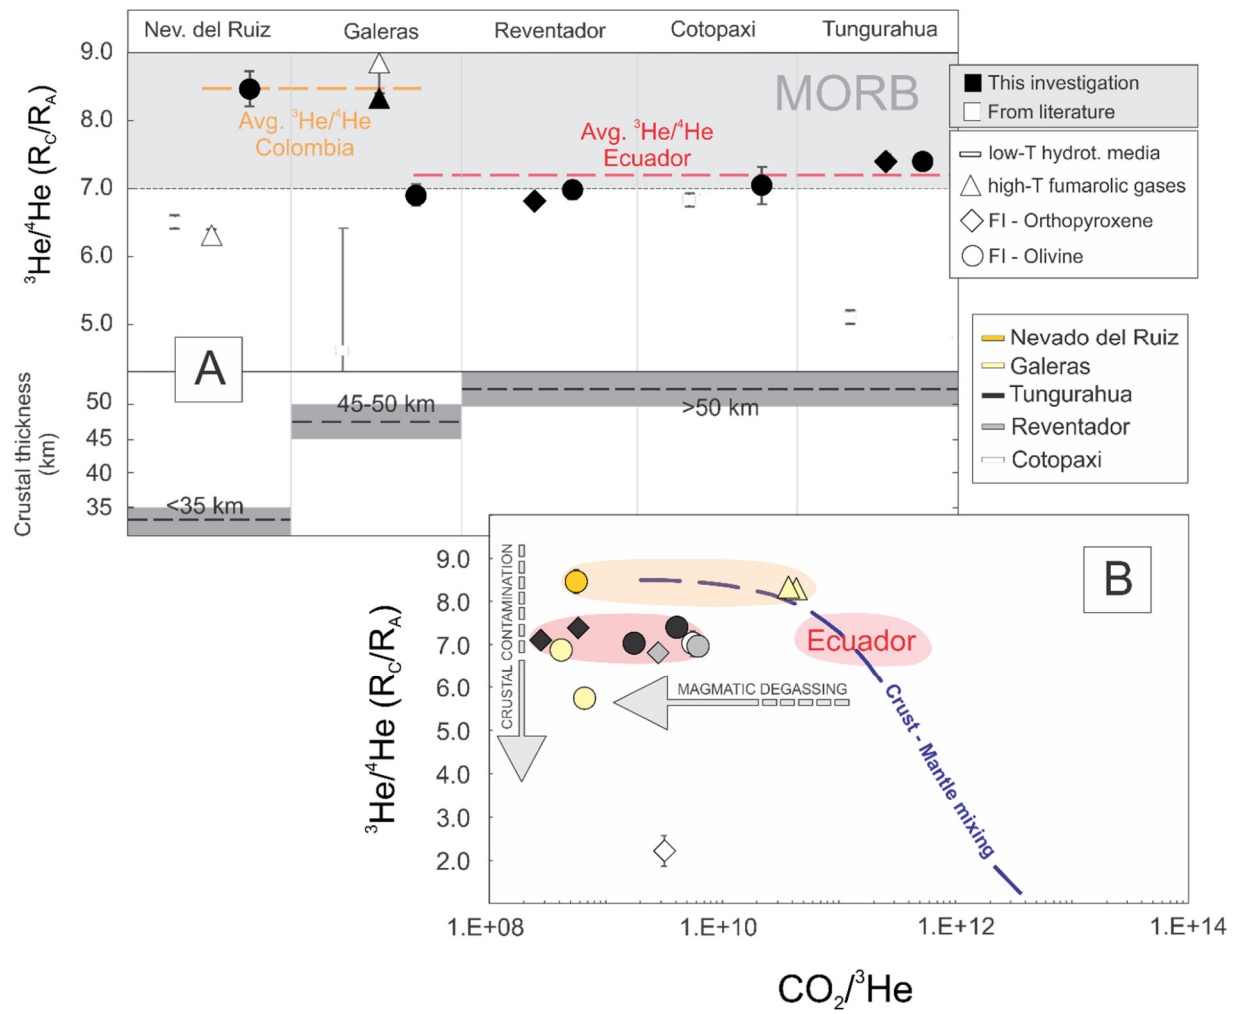 Nev. del Ruiz
Galeras
Reventador
Cotopaxi
Tungurahua
9.0
8.0
7.0
6.0
5.0
³He/⁴He (R_C/R_A)
MORB
Avg. ³He/⁴He
Colombia
Avg. ³He/⁴He
Ecuador
This investigation
From literature
low-T hydrot. media
high-T fumarolic gases
FI - Orthopyroxene
FI - Olivine
A
50
45
40
35
Crustal thickness
(km)
<35 km
45-50 km
>50 km
Nevado del Ruiz
Galeras
Tungurahua
Reventador
Cotopaxi
B
9.0
8.0
7.0
6.0
5.0
4.0
3.0
2.0
³He/⁴He (R_C/R_A)
CRUSTAL CONTAMINATION
MAGMATIC DEGASSING
Ecuador
Crust - Mantle mixing
1.E+08
1.E+10
1.E+12
1.E+14
CO₂/³He